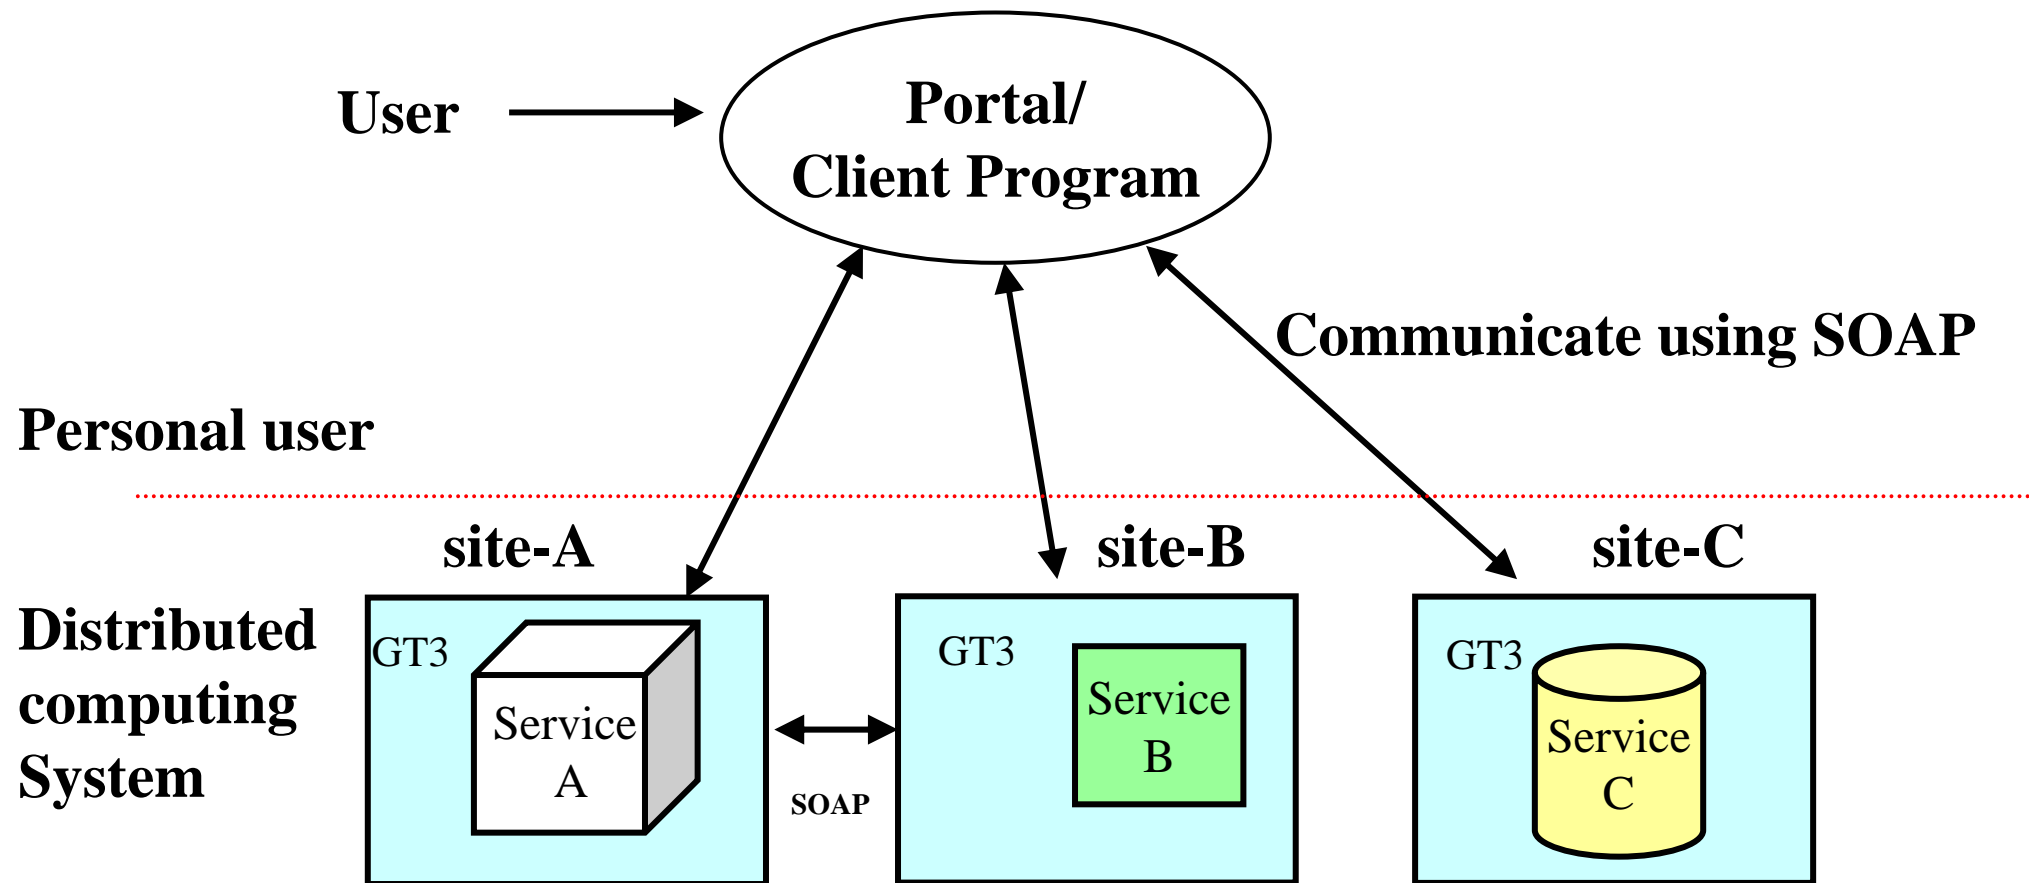 User
Portal/
Client Program
Communicate using SOAP
Personal user
site-A
site-B
site-C
Distributed
computing
System
GT3
Service
A
SOAP
GT3
Service
B
GT3
Service
C